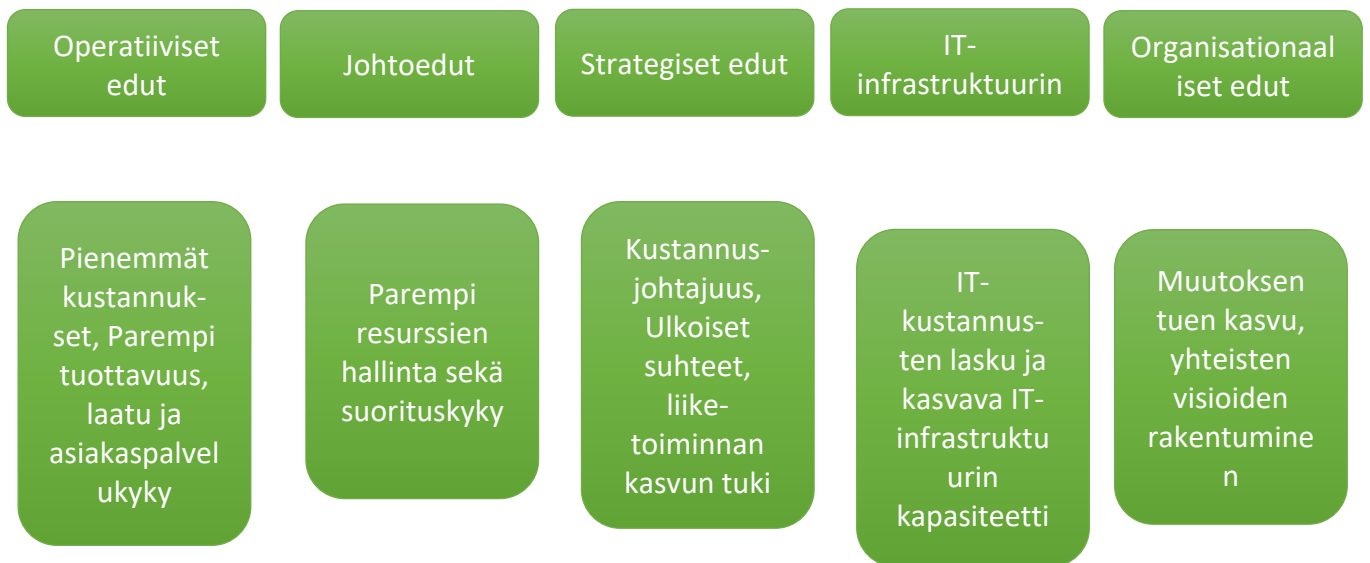 Operatiiviset
edut
Johtoedut
Strategiset edut
IT-
infrastruktuurin
Organisationaal
iset edut
Pienemmät
kustannuk-
set, Parempi
tuottavuus,
laatu ja
asiakaspalvel
ukyky
Parempi
resurssien
hallinta sekä
suorituskyky
Kustannus-
johtajuus,
Ulkoiset
suhteet,
liike-
toiminnan
kasvun tuki
IT-
kustannus-
ten lasku ja
kasvava IT-
infrastruktu
urin
kapasiteetti
Muutoksen
tuen kasvu,
yhteisten
visioiden
rakentumine
n